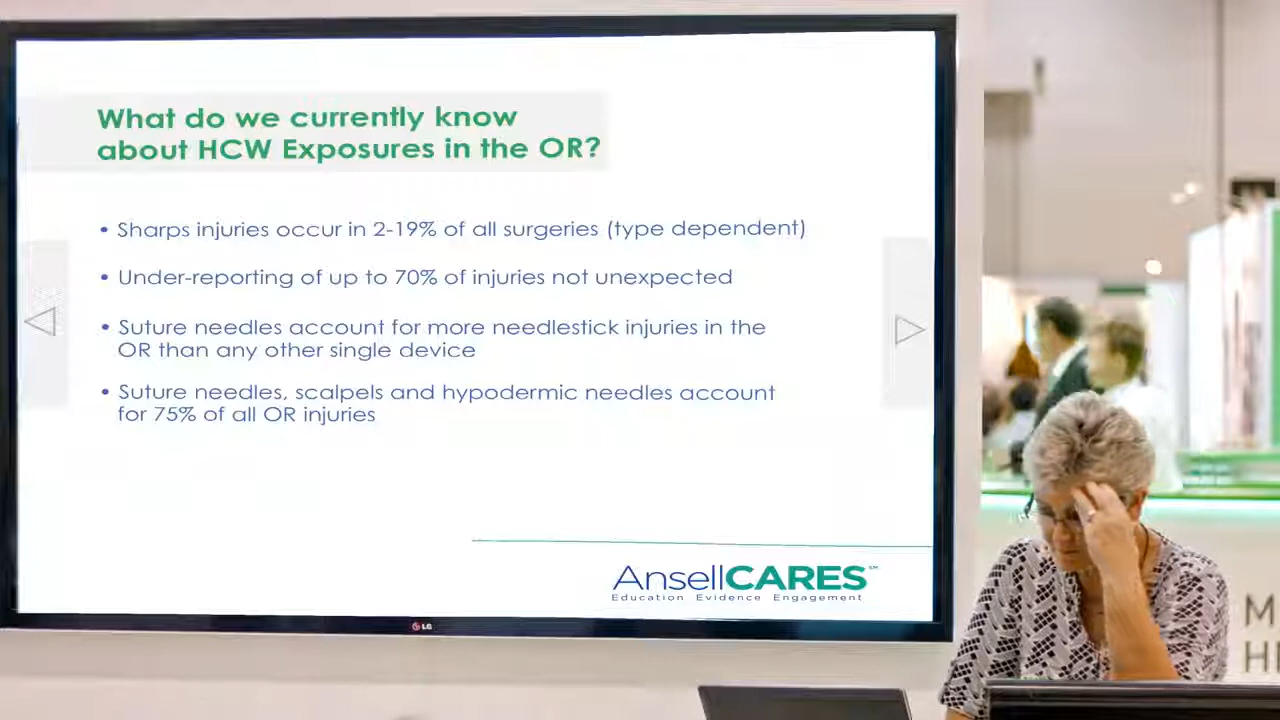 What do we currently know
about HCW Exposures in the OR?
• Sharps injuries occur in 2-19% of all surgeries (type dependent)
• Under-reporting of up to 70% of injuries not unexpected
• Suture needles account for more needlestick injuries in the
OR than any other single device
• Suture needles, scalpels and hypodermic needles account
for 75% of all OR injuries
AnsellCARES℠
Education Evidence Engagement
LG